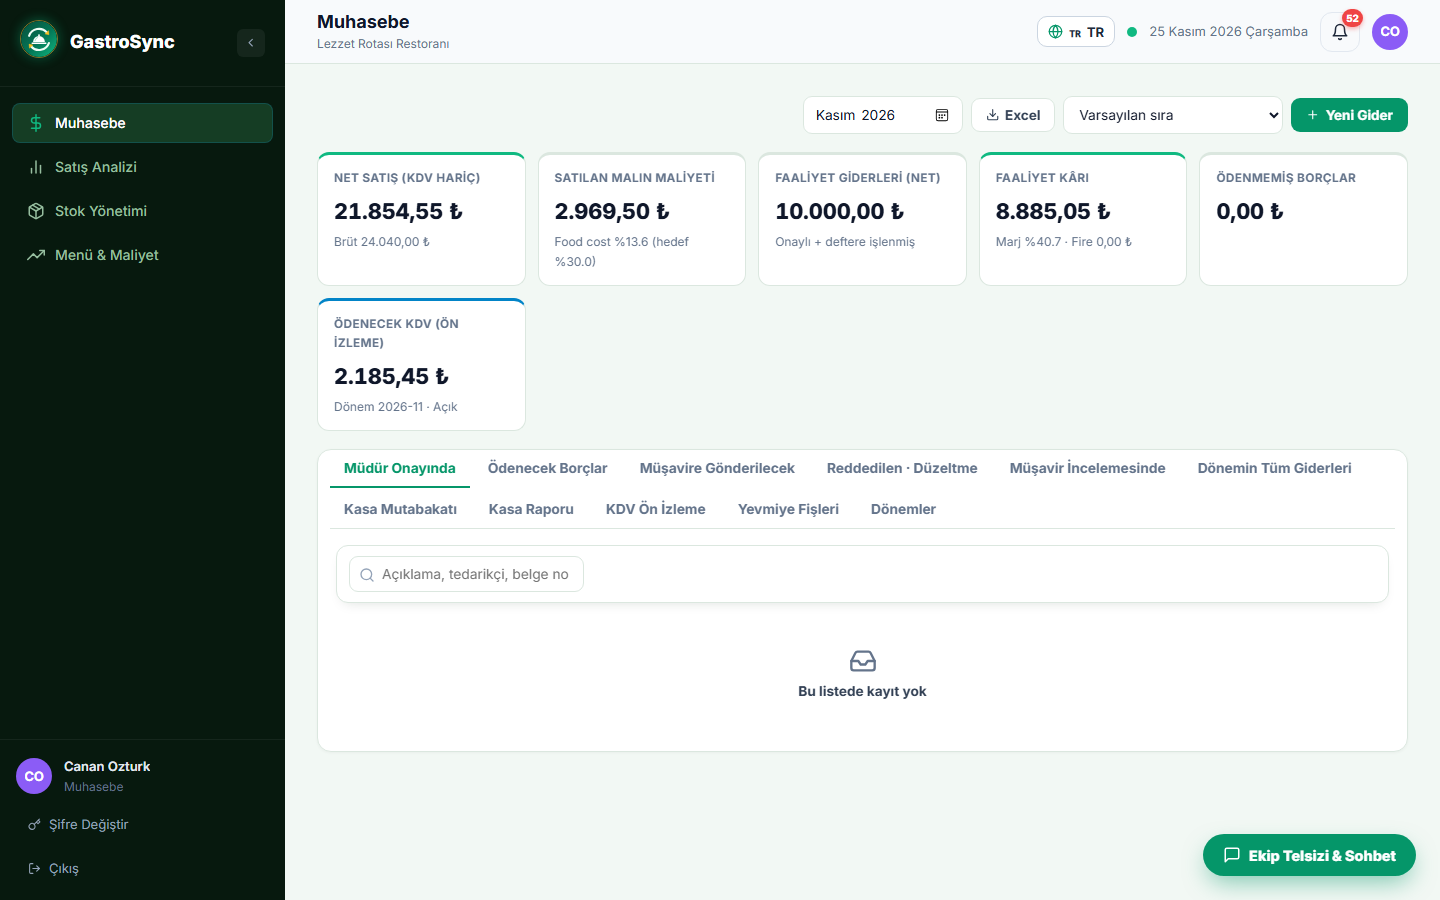 GastroSync
Muhasebe
Satış Analizi
Stok Yönetimi
Menü & Maliyet
CO
Canan Ozturk
Muhasebe
Şifre Değiştir
Çıkış
Muhasebe
Lezzet Rotası Restoranı
TR TR
25 Kasım 2026 Çarşamba
52
CO
Kasım 2026
Excel
Varsayılan sıra
+ Yeni Gider
NET SATIŞ (KDV HARİÇ)
21.854,55 ₺
Brüt 24.040,00 ₺
SATILAN MALIN MALİYETİ
2.969,50 ₺
Food cost %13.6 (hedef
%30.0)
FAALİYET GİDERLERİ (NET)
10.000,00 ₺
Onaylı + deftere işlenmiş
FAALİYET KÂRI
8.885,05 ₺
Marj %40.7 · Fire 0,00 ₺
ÖDENMEMİŞ BORÇLAR
0,00 ₺
ÖDENECEK KDV (ÖN
İZLEME)
2.185,45 ₺
Dönem 2026-11 · Açık
Müdür Onayında
Ödenecek Borçlar
Müşavire Gönderilecek
Reddedilen · Düzeltme
Müşavir İncelemesinde
Dönemin Tüm Giderleri
Kasa Mutabakatı
Kasa Raporu
KDV Ön İzleme
Yevmiye Fişleri
Dönemler
Açıklama, tedarikçi, belge no
Bu listede kayıt yok
Ekip Telsizi & Sohbet